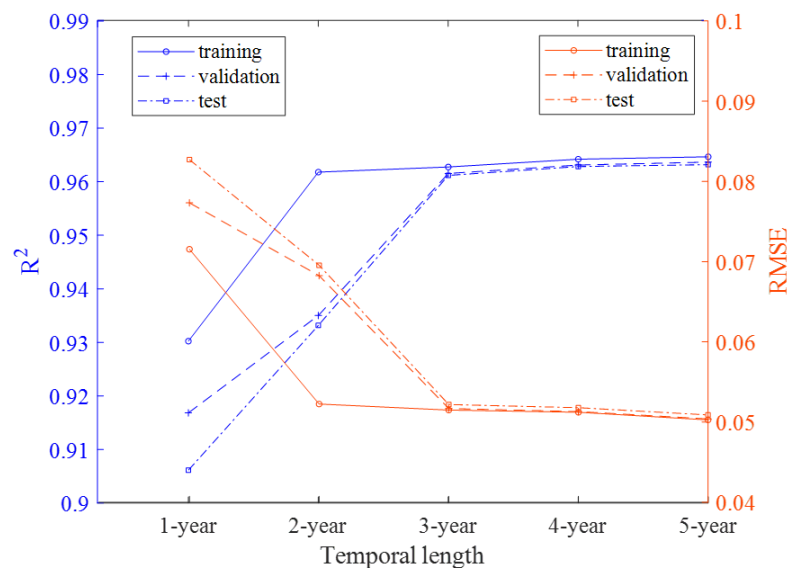 0.99
0.98
0.97
0.96
0.95
0.94
0.93
0.92
0.91
0.9
R²
training
validation
test
training
validation
test
0.1
0.09
0.08
0.07
0.06
0.05
0.04
RMSE
1-year 2-year 3-year 4-year 5-year
Temporal length